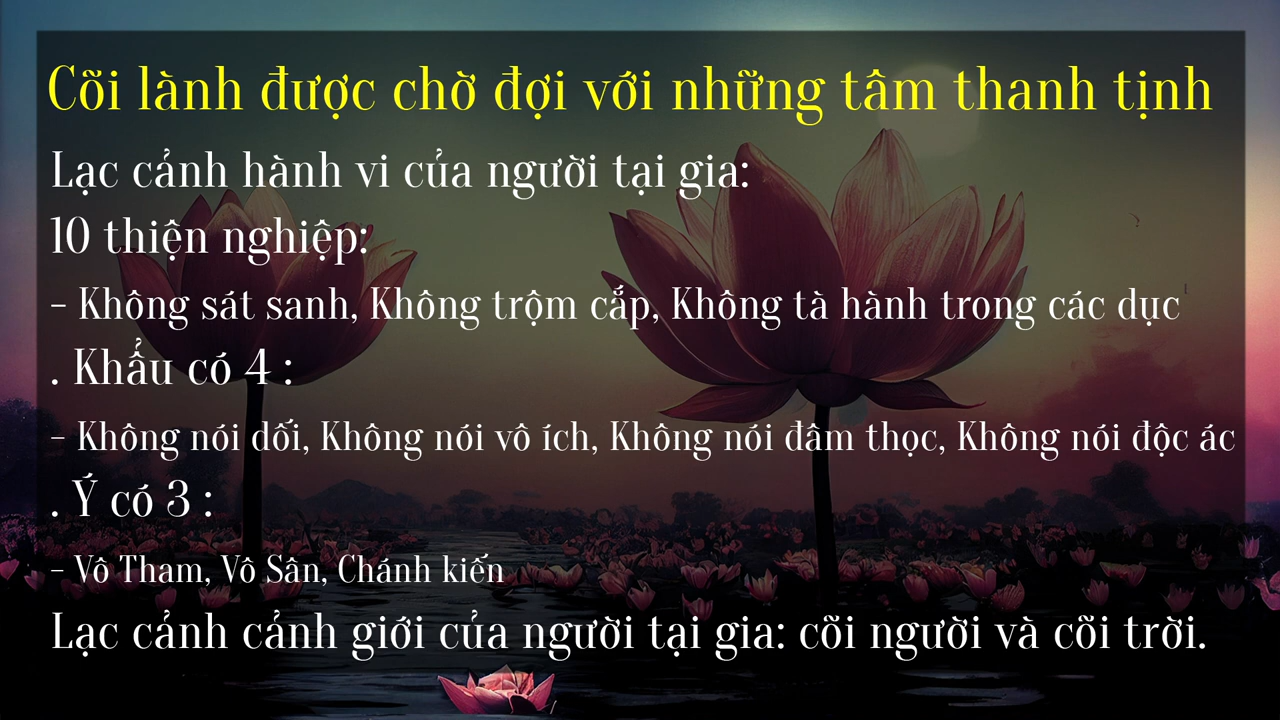 Cõi lành được chờ đợi với những tâm thanh tịnh
Lạc cảnh hành vi của người tại gia:
10 thiện nghiệp:
- Không sát sanh, Không trộm cắp, Không tà hành trong các dục
. Khẩu có 4 :
- Không nói dối, Không nói vô ích, Không nói đâm thọc, Không nói độc ác
. Ý có 3 :
- Vô Tham, Vô Sân, Chánh kiến
Lạc cảnh cảnh giới của người tại gia: cõi người và cõi trời.